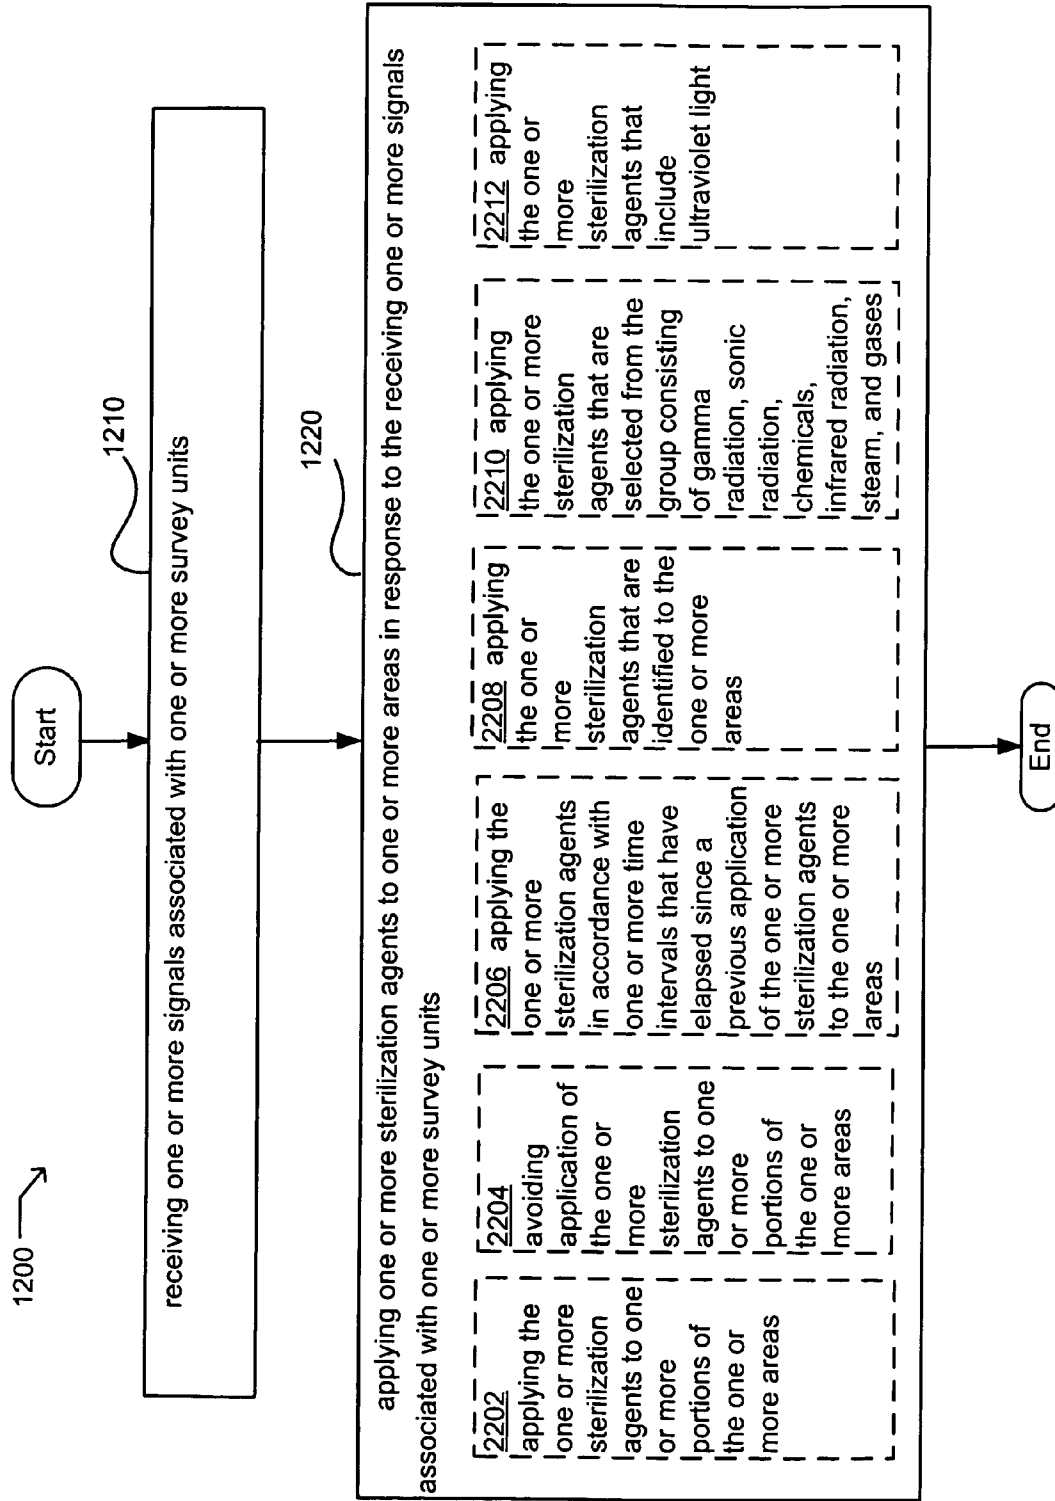 1200
Start
1210
receiving one or more signals associated with one or more survey units
1220
applying one or more sterilization agents to one or more areas in response to the receiving one or more signals
associated with one or more survey units
2202
applying the
one or more
sterilization
agents to one
or more
portions of
the one or
more areas
2204
avoiding
application of
the one or
more
sterilization
agents to one
or more
portions of
the one or
more areas
2206 applying the
one or more
sterilization agents
in accordance with
one or more time
intervals that have
elapsed since a
previous application
of the one or more
sterilization agents
to the one or more
areas
2208 applying
the one or
more
sterilization
agents that are
identified to the
one or more
areas
2210 applying
the one or more
sterilization
agents that are
selected from the
group consisting
of gamma
radiation, sonic
radiation,
chemicals,
infrared radiation,
steam, and gases
2212 applying
the one or
more
sterilization
agents that
include
ultraviolet light
End